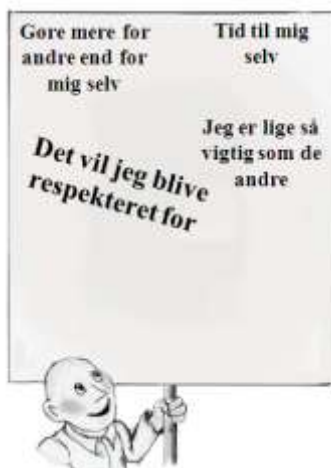 Gøre mere for
andre end for
mig selv
Tid til mig
selv
Jeg er lige så
vigtig som de
andre
Det vil jeg blive
respekteret for